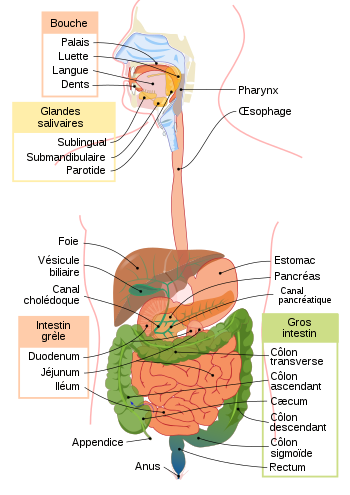 Bouche
Palais
Luette
Langue
Dents
Glandes
salivaires
Sublingual
Submandibulaire
Parotide
Pharynx
Œsophage
Foie
Vésicule
biliaire
Canal
cholédoque
Estomac
Pancréas
Canal
pancréatique
Intestin
grêle
Duodenum
Jéjunum
Iléum
Gros
intestin
Côlon
transverse
Côlon
ascendant
Cæcum
Côlon
descendant
Côlon
sigmoïde
Rectum
Appendice
Anus